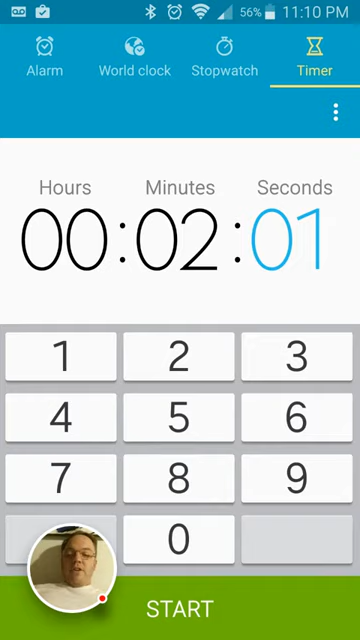 56% 11:10 PM
Alarm World clock Stopwatch Timer
Hours Minutes Seconds
00:02:01
1 2 3
4 5 6
7 8 9
0
START